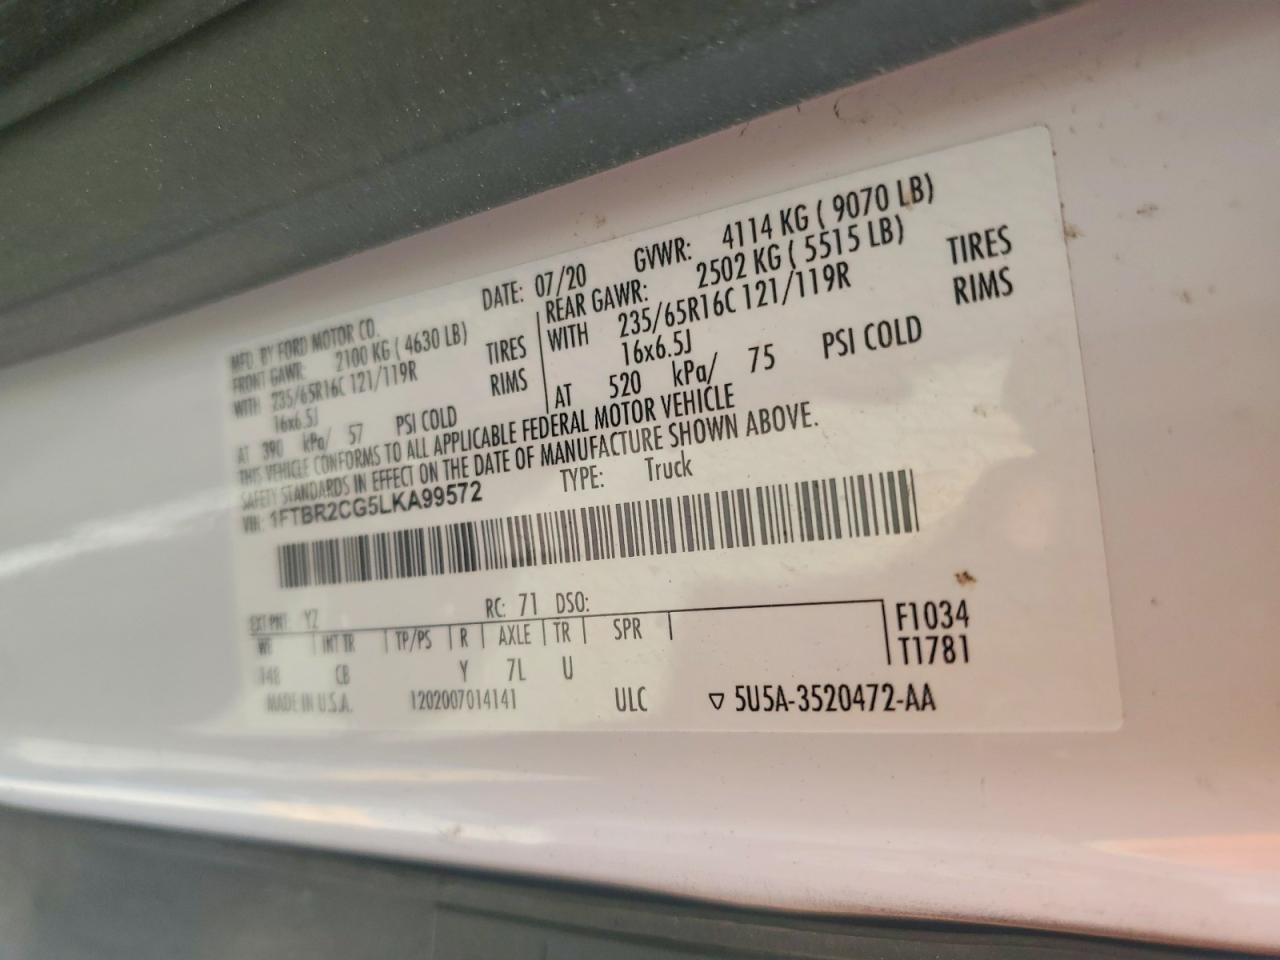 MFD. BY FORD MOTOR CO.
DATE: 07/20 GVWR: 4114 KG ( 9070 LB)
FRONT GAWR: 2100 KG ( 4630 LB)
REAR GAWR: 2502 KG ( 5515 LB)
WITH 235/65R16C 121/119R TIRES
WITH 235/65R16C 121/119R TIRES
16x6.5J RIMS
16x6.5J RIMS
AT 390 kPa/ 57 PSI COLD
AT 520 kPa/ 75 PSI COLD
THIS VEHICLE CONFORMS TO ALL APPLICABLE FEDERAL MOTOR VEHICLE
SAFETY STANDARDS IN EFFECT ON THE DATE OF MANUFACTURE SHOWN ABOVE.
VIN: 1FTBR2CG5LKA99572 TYPE: Truck
EXT PNT: YZ RC: 71 DSO:
WB INT TR TP/PS R AXLE TR SPR F1034
148 CB Y 7L U T1781
MADE IN U.S.A. 1202007014141 ULC ▽ 5U5A-3520472-AA